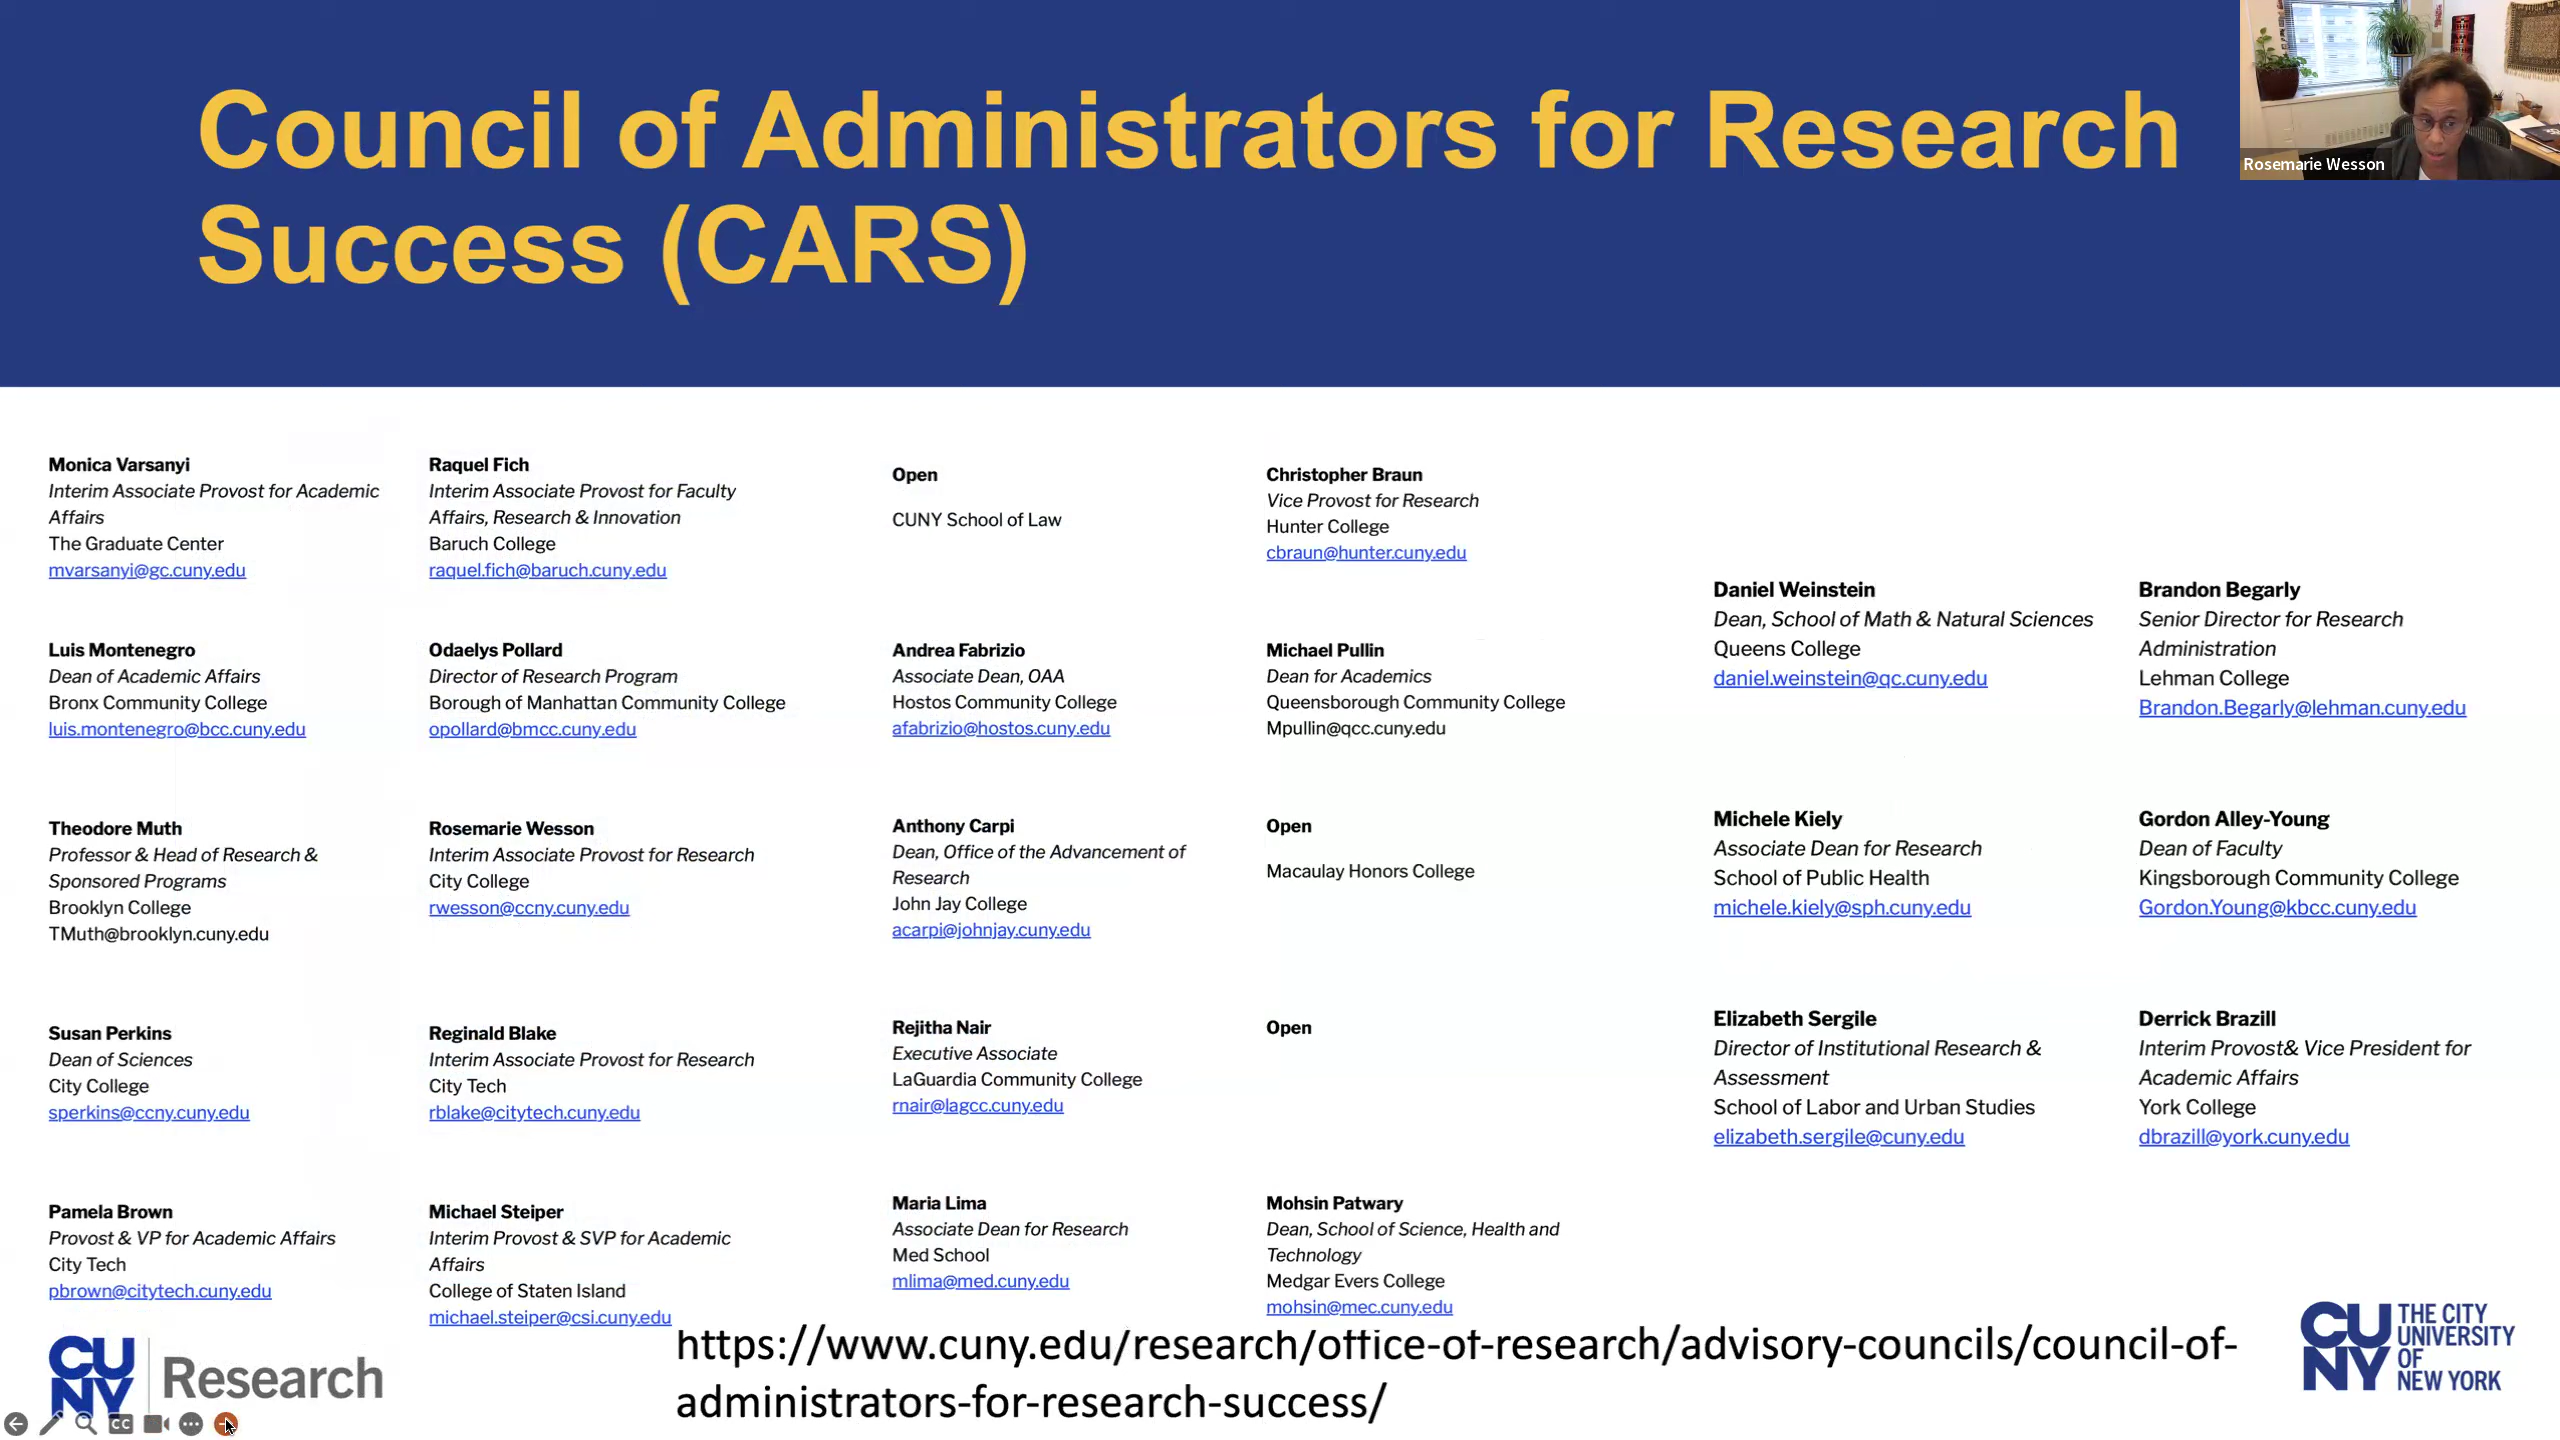 Council of Administrators for Research
Success (CARS)
Rosemarie Wesson
Monica Varsanyi
Interim Associate Provost for Academic
Affairs
The Graduate Center
mvarsanyi@gc.cuny.edu
Raquel Fich
Interim Associate Provost for Faculty
Affairs, Research & Innovation
Baruch College
raquel.fich@baruch.cuny.edu
Open
CUNY School of Law
Christopher Braun
Vice Provost for Research
Hunter College
cbraun@hunter.cuny.edu
Luis Montenegro
Dean of Academic Affairs
Bronx Community College
luis.montenegro@bcc.cuny.edu
Odaelys Pollard
Director of Research Program
Borough of Manhattan Community College
opollard@bmcc.cuny.edu
Andrea Fabrizio
Associate Dean, OAA
Hostos Community College
afabrizio@hostos.cuny.edu
Michael Pullin
Dean for Academics
Queensborough Community College
Mpullin@qcc.cuny.edu
Theodore Muth
Professor & Head of Research &
Sponsored Programs
Brooklyn College
TMuth@brooklyn.cuny.edu
Rosemarie Wesson
Interim Associate Provost for Research
City College
rwesson@ccny.cuny.edu
Anthony Carpi
Dean, Office of the Advancement of
Research
John Jay College
acarpi@johnjay.cuny.edu
Open
Macaulay Honors College
Susan Perkins
Dean of Sciences
City College
sperkins@ccny.cuny.edu
Reginald Blake
Interim Associate Provost for Research
City Tech
rblake@citytech.cuny.edu
Rejitha Nair
Executive Associate
LaGuardia Community College
rnair@lagcc.cuny.edu
Open
Pamela Brown
Provost & VP for Academic Affairs
City Tech
pbrown@citytech.cuny.edu
Michael Steiper
Interim Provost & SVP for Academic
Affairs
College of Staten Island
michael.steiper@csi.cuny.edu
Maria Lima
Associate Dean for Research
Med School
mlima@med.cuny.edu
Mohsin Patwary
Dean, School of Science, Health and
Technology
Medgar Evers College
mohsin@mec.cuny.edu
Daniel Weinstein
Dean, School of Math & Natural Sciences
Queens College
daniel.weinstein@qc.cuny.edu
Brandon Begarly
Senior Director for Research
Administration
Lehman College
Brandon.Begarly@lehman.cuny.edu
Michele Kiely
Associate Dean for Research
School of Public Health
michele.kiely@sph.cuny.edu
Gordon Alley-Young
Dean of Faculty
Kingsborough Community College
Gordon.Young@kbcc.cuny.edu
Elizabeth Sergile
Director of Institutional Research &
Assessment
School of Labor and Urban Studies
elizabeth.sergile@cuny.edu
Derrick Brazill
Interim Provost& Vice President for
Academic Affairs
York College
dbrazill@york.cuny.edu
https://www.cuny.edu/research/office-of-research/advisory-councils/council-of-
administrators-for-research-success/
CU
NY
Research
CC
CU
NY
THE CITY
UNIVERSITY
OF
NEW YORK